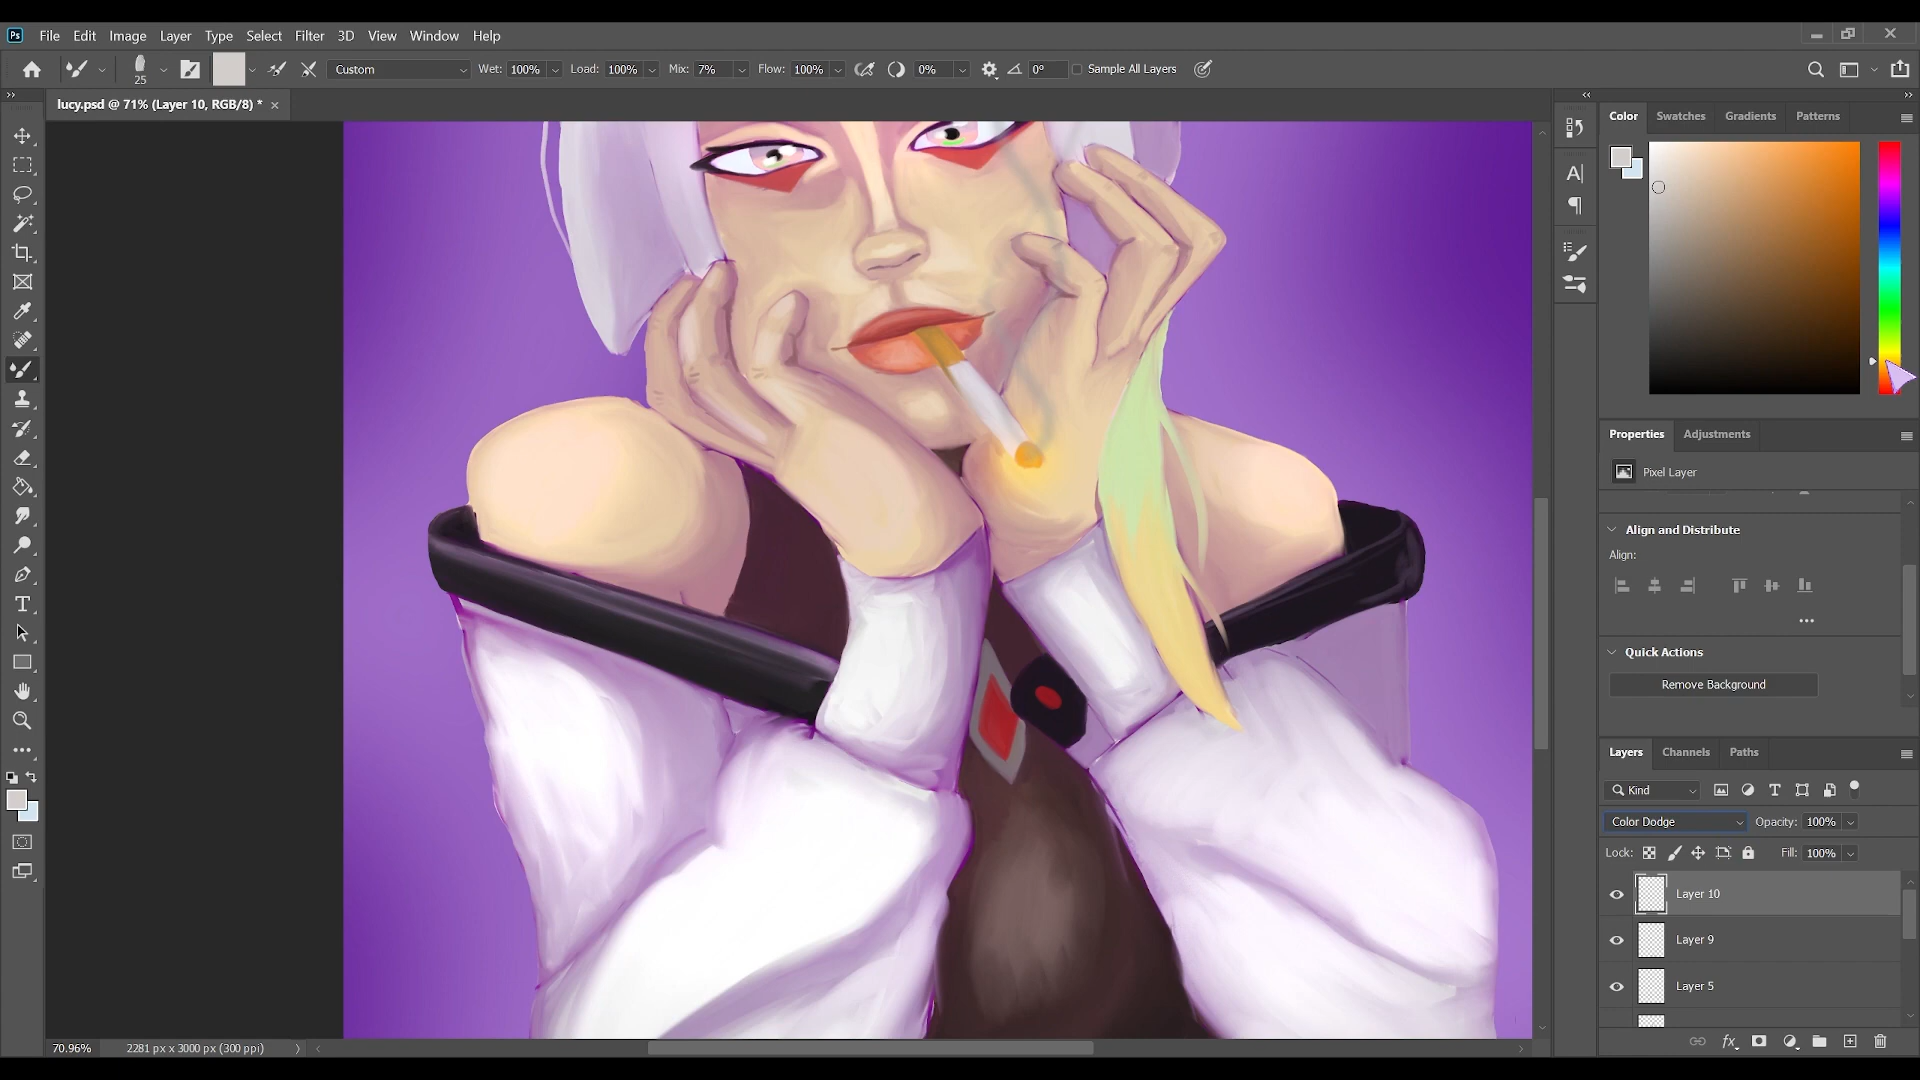 Ps File Edit Image Layer Type Select Filter 3D View Window Help
25 Custom Wet: 100% Load: 100% Mix: 7% Flow: 100% 0% 0° Sample All Layers
lucy.psd @ 71% (Layer 10, RGB/8) * ×
Color Swatches Gradients Patterns
Properties Adjustments
Pixel Layer
Align and Distribute
Align:
Quick Actions
Remove Background
Layers Channels Paths
Kind
Color Dodge Opacity: 100%
Lock: Fill: 100%
Layer 10
Layer 9
Layer 5
70.96% 2281 px x 3000 px (300 ppi)